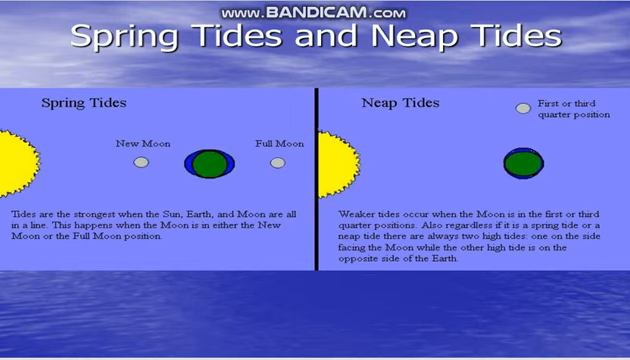 www.BANDICAM.com
Spring Tides and Neap Tides
Spring Tides
New Moon
Full Moon
Tides are the strongest when the Sun, Earth, and Moon are all
in a line. This happens when the Moon is in either the New
Moon or the Full Moon position.
Neap Tides
First or third
quarter position
Weaker tides occur when the Moon is in the first or third
quarter positions. Also regardless if it is a spring tide or a
neap tide there are always two high tides: one on the side
facing the Moon while the other high tide is on the
opposite side of the Earth.